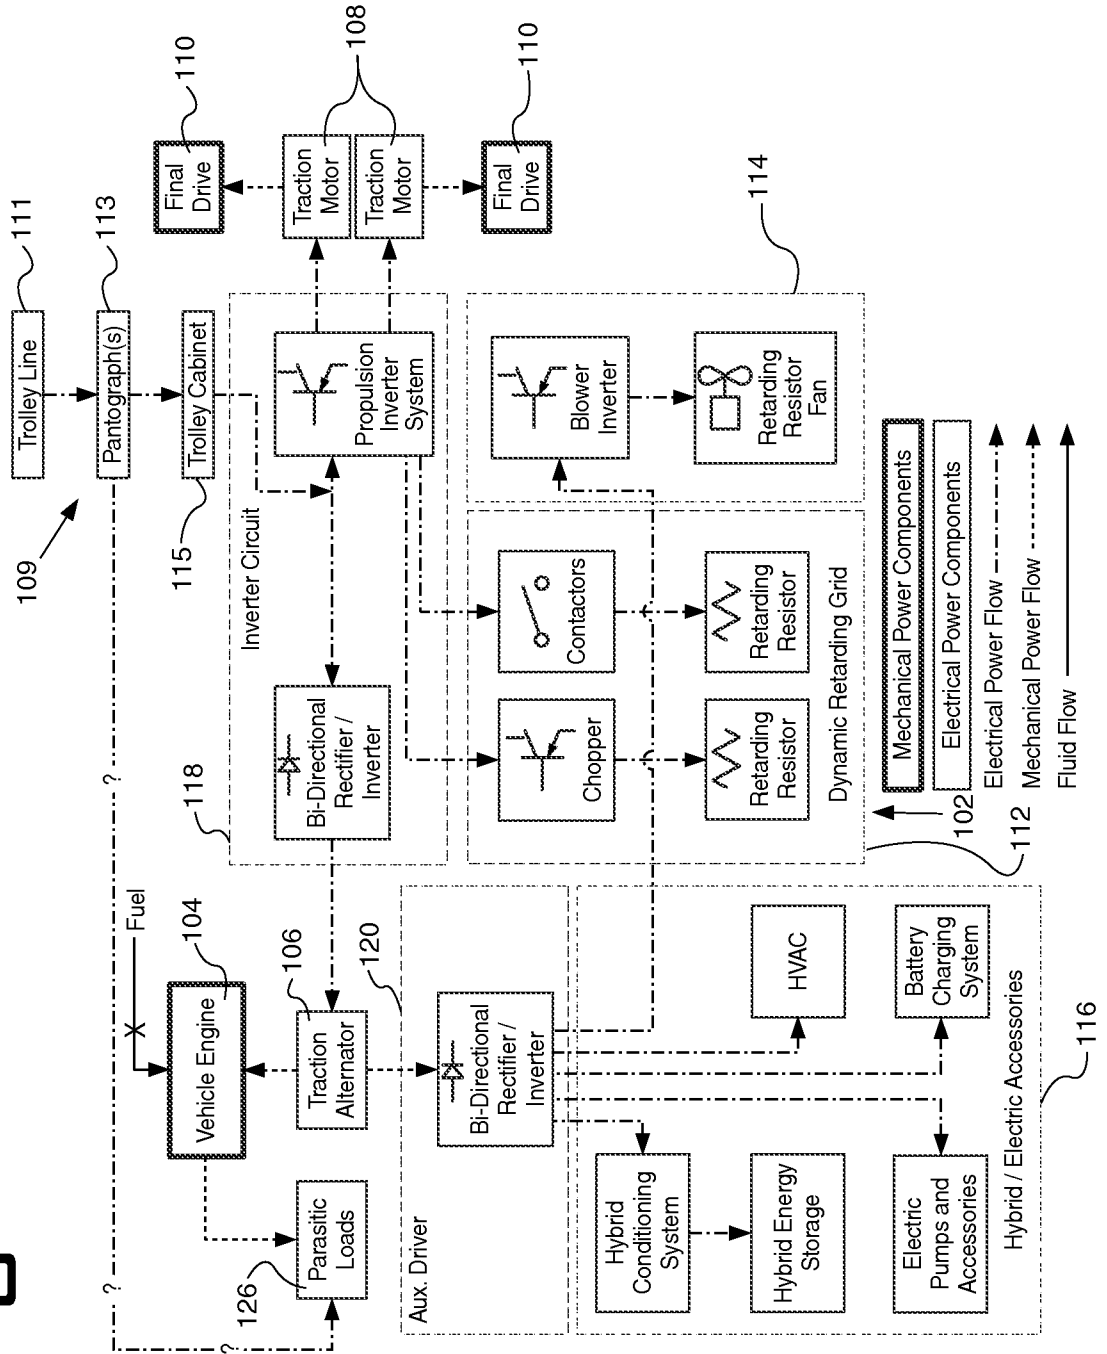 109
Trolley Line
111
Pantograph(s)
113
Trolley Cabinet
115
?
?
?
Fuel
X
Vehicle Engine
104
Parasitic
Loads
126
Traction
Alternator
106
118
Inverter Circuit
Bi-Directional
Rectifier /
Inverter
Propulsion
Inverter
System
Traction
Motor
Traction
Motor
108
Final
Drive
110
Final
Drive
110
Aux. Driver
120
Bi-Directional
Rectifier /
Inverter
Hybrid
Conditioning
System
Hybrid Energy
Storage
Electric
Pumps and
Accessories
HVAC
Battery
Charging
System
Hybrid / Electric Accessories
116
Chopper
Contactors
Retarding
Resistor
Retarding
Resistor
Dynamic Retarding Grid
112
Blower
Inverter
Retarding
Resistor
Fan
114
102
Mechanical Power Components
Electrical Power Components
Electrical Power Flow
Mechanical Power Flow
Fluid Flow